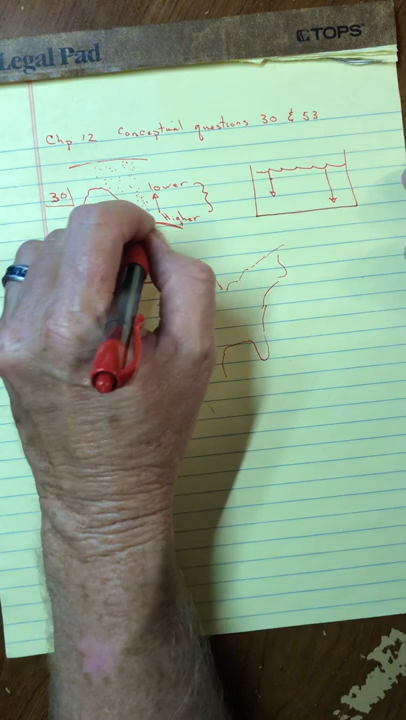 Legal Pad
TOPS
Chp 12 Conceptual questions 30 & 53
30)
lower
Higher